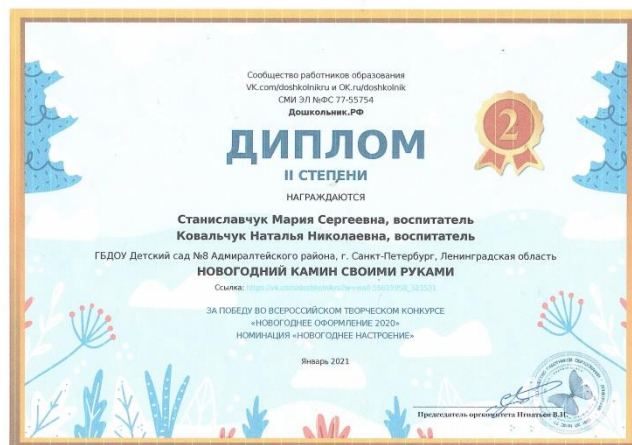 Сообщество работников образования
VK.com/doshkolnikru и OK.ru/doshkolnik
СМИ ЭЛ №ФС 77-55754
Дошкольник.РФ
ДИПЛОМ
2
II СТЕПЕНИ
НАГРАЖДАЮТСЯ
Станиславчук Мария Сергеевна, воспитатель
Ковальчук Наталья Николаевна, воспитатель
ГБДОУ Детский сад №8 Адмиралтейского района, г. Санкт-Петербург, Ленинградская область
НОВОГОДНИЙ КАМИН СВОИМИ РУКАМИ
Ссылка:
ЗА ПОБЕДУ ВО ВСЕРОССИЙСКОМ ТВОРЧЕСКОМ КОНКУРСЕ
«НОВОГОДНЕЕ ОФОРМЛЕНИЕ 2020»
НОМИНАЦИЯ «НОВОГОДНЕЕ НАСТРОЕНИЕ»
Январь 2021
Председатель оргкомитета Игнатьев В.П.